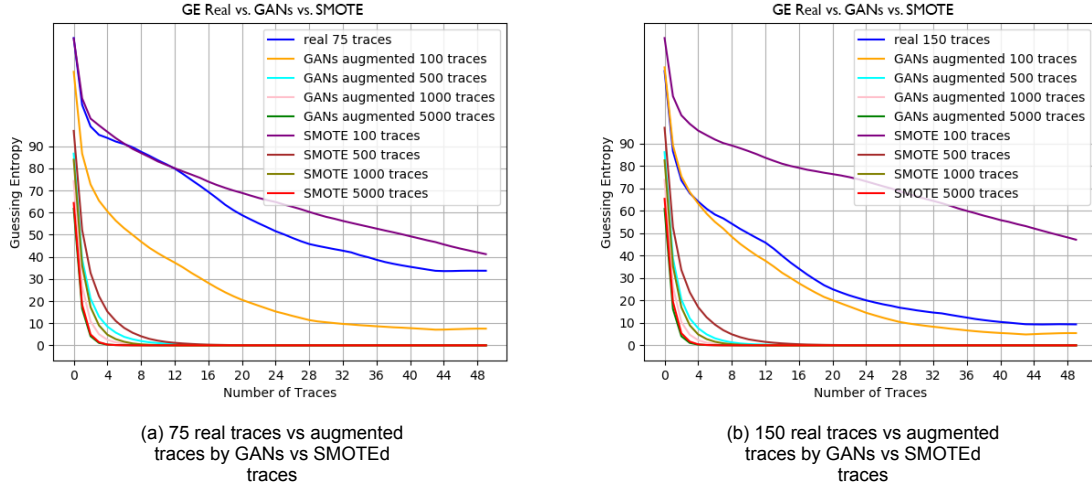 GE Real vs. GANs vs. SMOTE
real 75 traces
GANs augmented 100 traces
GANs augmented 500 traces
GANs augmented 1000 traces
GANs augmented 5000 traces
SMOTE 100 traces
SMOTE 500 traces
SMOTE 1000 traces
SMOTE 5000 traces
Guessing Entropy
90
80
70
60
50
40
30
20
10
0
0 4 8 12 16 20 24 28 32 36 40 44 48
Number of Traces
(a) 75 real traces vs augmented
traces by GANs vs SMOTEd
traces
GE Real vs. GANs vs. SMOTE
real 150 traces
GANs augmented 100 traces
GANs augmented 500 traces
GANs augmented 1000 traces
GANs augmented 5000 traces
SMOTE 100 traces
SMOTE 500 traces
SMOTE 1000 traces
SMOTE 5000 traces
Guessing Entropy
90
80
70
60
50
40
30
20
10
0
0 4 8 12 16 20 24 28 32 36 40 44 48
Number of Traces
(b) 150 real traces vs augmented
traces by GANs vs SMOTEd
traces